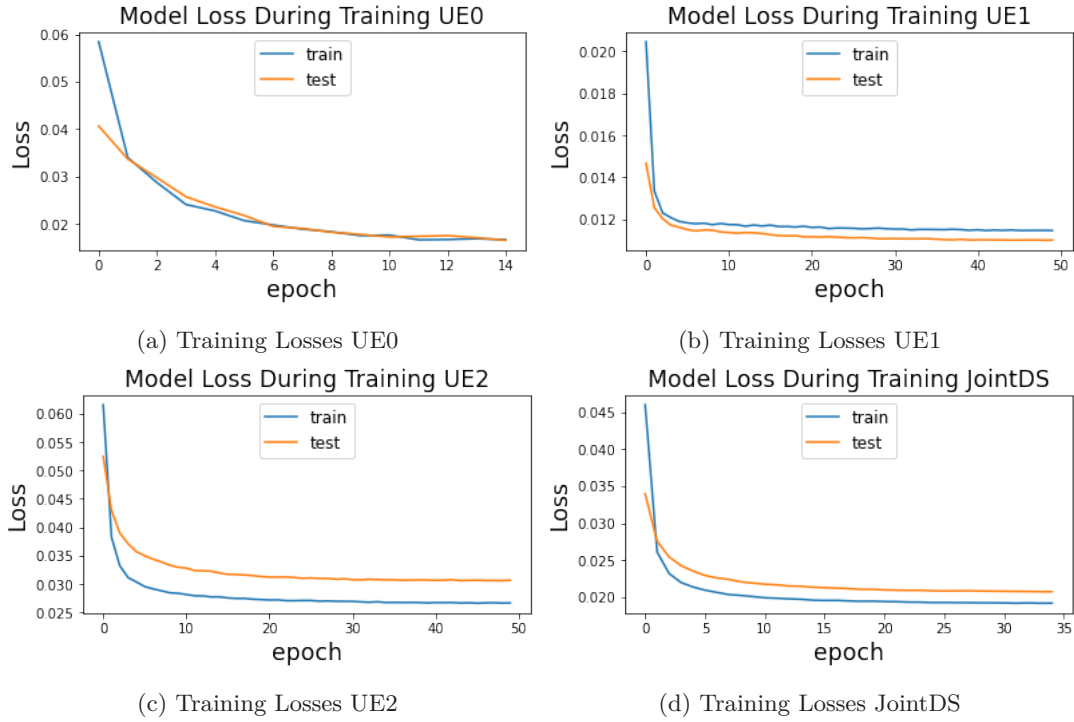 Model Loss During Training UE0
0.06
0.05
0.04
0.03
0.02
Loss
train
test
0 2 4 6 8 10 12 14
epoch
(a) Training Losses UE0
Model Loss During Training UE1
0.020
0.018
0.016
0.014
0.012
Loss
train
test
0 10 20 30 40 50
epoch
(b) Training Losses UE1
Model Loss During Training UE2
0.060
0.055
0.050
0.045
0.040
0.035
0.030
0.025
Loss
train
test
0 10 20 30 40 50
epoch
(c) Training Losses UE2
Model Loss During Training JointDS
0.045
0.040
0.035
0.030
0.025
0.020
Loss
train
test
0 5 10 15 20 25 30 35
epoch
(d) Training Losses JointDS